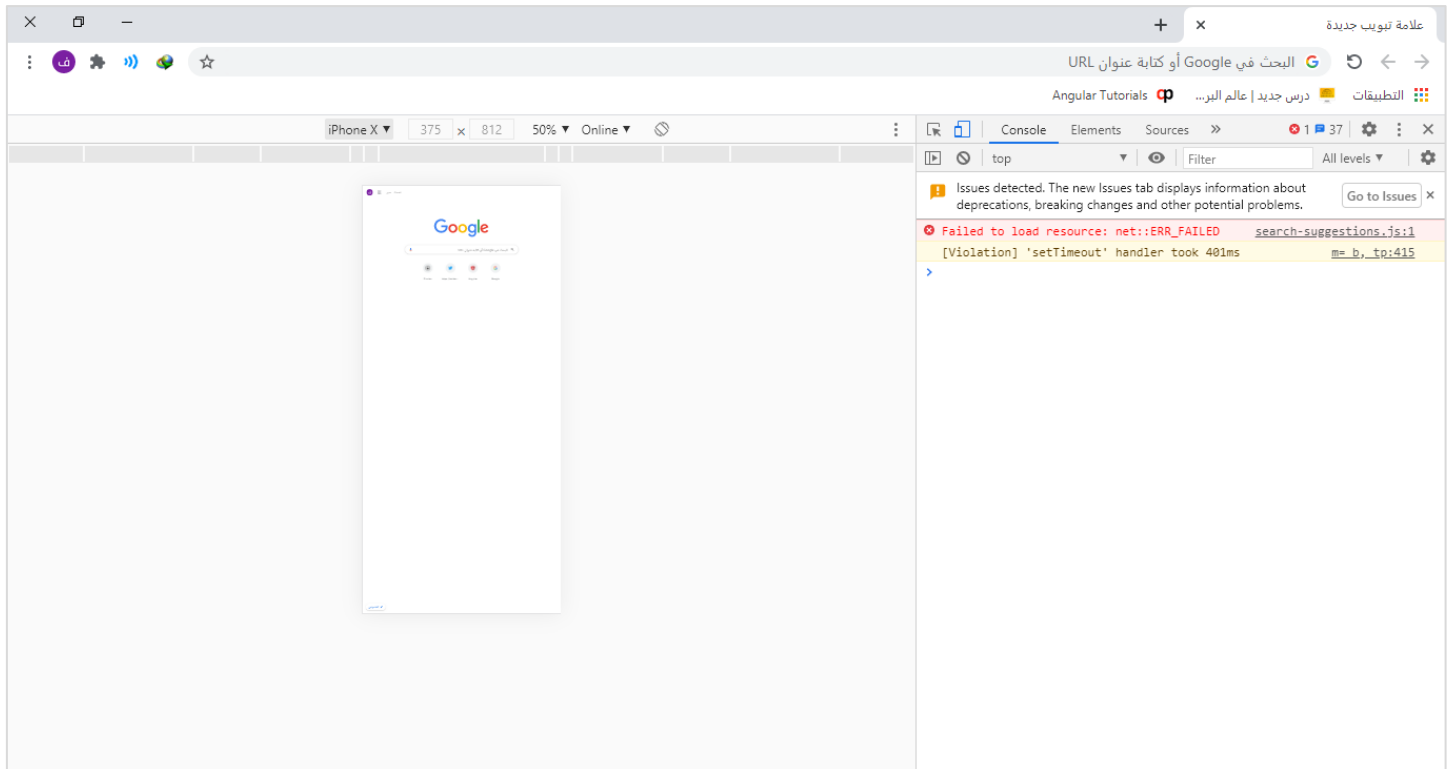 علامة تبويب جديدة
البحث في Google أو كتابة عنوان URL
ف
التطبيقات
درس جديد | عالم البر...
Angular Tutorials
iPhone X ▼ 375 x 812 50% ▼ Online ▼
Console Elements Sources » 1 37
top ▼ Filter All levels ▼
Issues detected. The new Issues tab displays information about
deprecations, breaking changes and other potential problems.
Go to Issues ×
Failed to load resource: net::ERR_FAILED search-suggestions.js:1
[Violation] 'setTimeout' handler took 401ms m=_b,_tp:415
Google